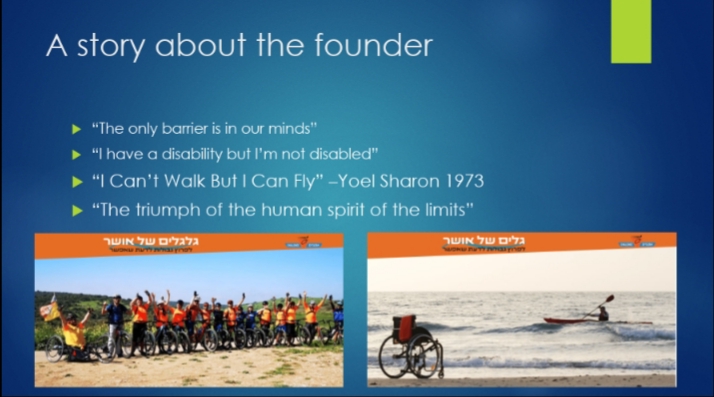 A story about the founder
“The only barrier is in our minds”
“I have a disability but I’m not disabled”
“I Can’t Walk But I Can Fly” –Yoel Sharon 1973
“The triumph of the human spirit of the limits”
גלגלים של אושר
גלים של אושר